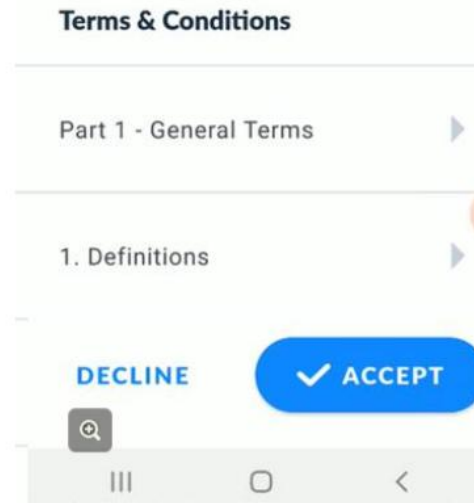 Terms & Conditions
Part 1 - General Terms
1. Definitions
DECLINE
ACCEPT